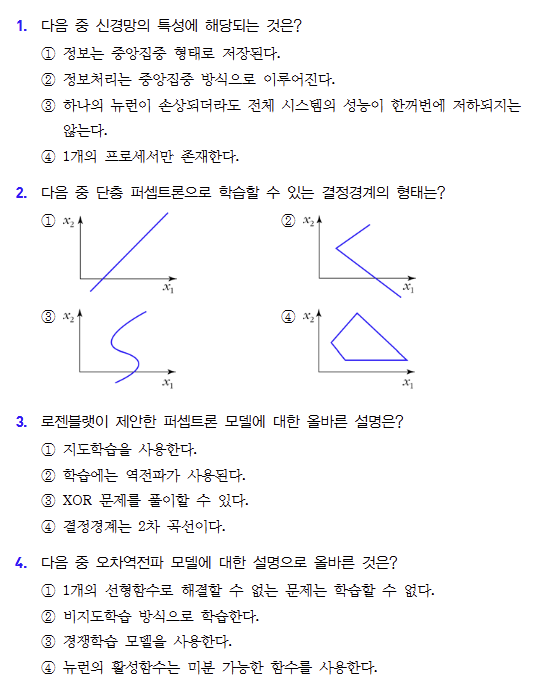 1. 다음 중 신경망의 특성에 해당되는 것은?
① 정보는 중앙집중 형태로 저장된다.
② 정보처리는 중앙집중 방식으로 이루어진다.
③ 하나의 뉴런이 손상되더라도 전체 시스템의 성능이 한꺼번에 저하되지는
않는다.
④ 1개의 프로세서만 존재한다.
2. 다음 중 단층 퍼셉트론으로 학습할 수 있는 결정경계의 형태는?
① x₂
x₁
② x₂
x₁
③ x₂
x₁
④ x₂
x₁
3. 로젠블랫이 제안한 퍼셉트론 모델에 대한 올바른 설명은?
① 지도학습을 사용한다.
② 학습에는 역전파가 사용된다.
③ XOR 문제를 풀이할 수 있다.
④ 결정경계는 2차 곡선이다.
4. 다음 중 오차역전파 모델에 대한 설명으로 올바른 것은?
① 1개의 선형함수로 해결할 수 없는 문제는 학습할 수 없다.
② 비지도학습 방식으로 학습한다.
③ 경쟁학습 모델을 사용한다.
④ 뉴런의 활성함수는 미분 가능한 함수를 사용한다.